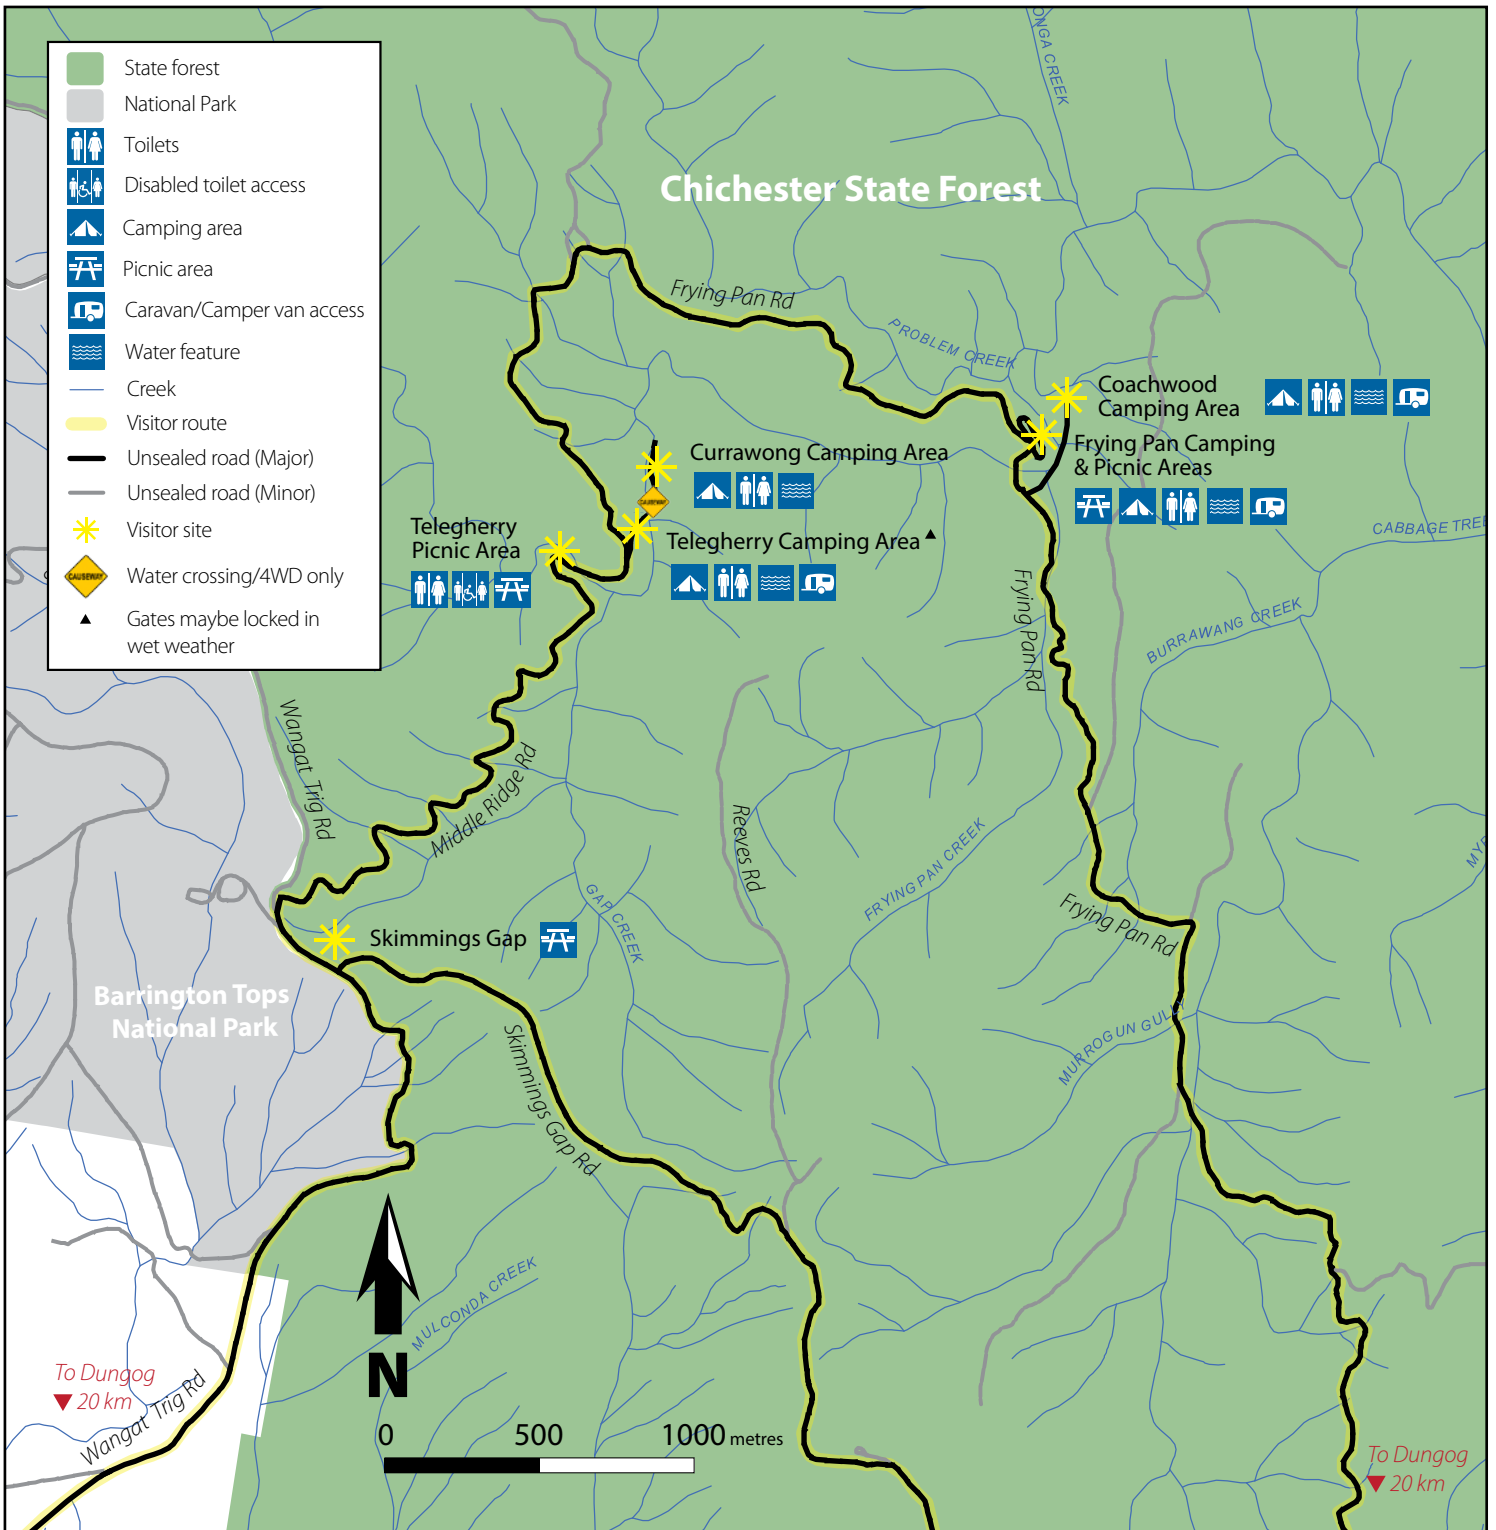 State forest
National Park
Toilets
Disabled toilet access
Camping area
Picnic area
Caravan/Camper van access
Water feature
Creek
Visitor route
Unsealed road (Major)
Unsealed road (Minor)
Visitor site
CAUSEWAY
Water crossing/4WD only
Gates maybe locked in
wet weather
ONGA CREEK
Chichester State Forest
Frying Pan Rd
PROBLEM CREEK
Coachwood
Camping Area
Frying Pan Camping
& Picnic Areas
Currawong Camping Area
CAUSEWAY
Telegherry
Picnic Area
Telegherry Camping Area
CABBAGE TREE
Frying Pan Rd
BURRAWANG CREEK
Wangat Trig Rd
Middle Ridge Rd
Reeves Rd
FRYING PAN CREEK
MYR
GAP CREEK
Frying Pan Rd
Skimmings Gap
Barrington Tops
National Park
Skimmings Gap Rd
MURROGUN GULLY
MULCONDA CREEK
N
To Dungog
20 km
Wangat Trig Rd
0 500 1000 metres
To Dungog
20 km